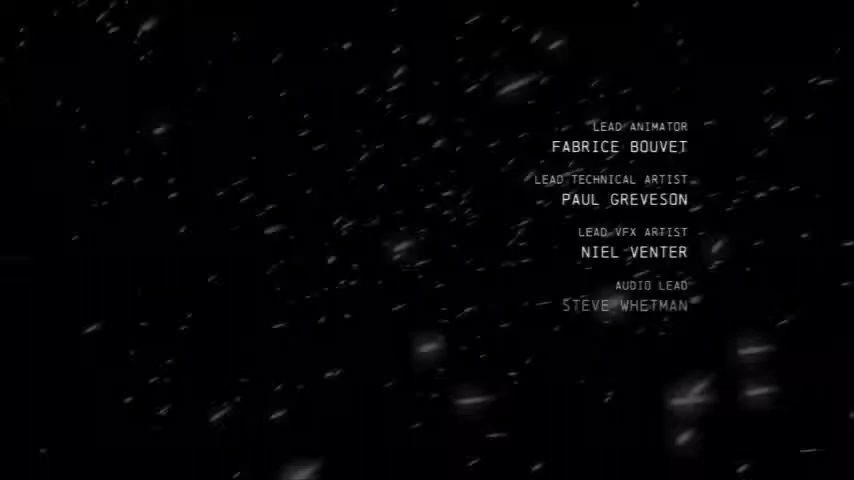 LEAD ANIMATOR
FABRICE BOUVET
LEAD TECHNICAL ARTIST
PAUL GREVESON
LEAD VFX ARTIST
NIEL VENTER
AUDIO LEAD
STEVE WHETMAN